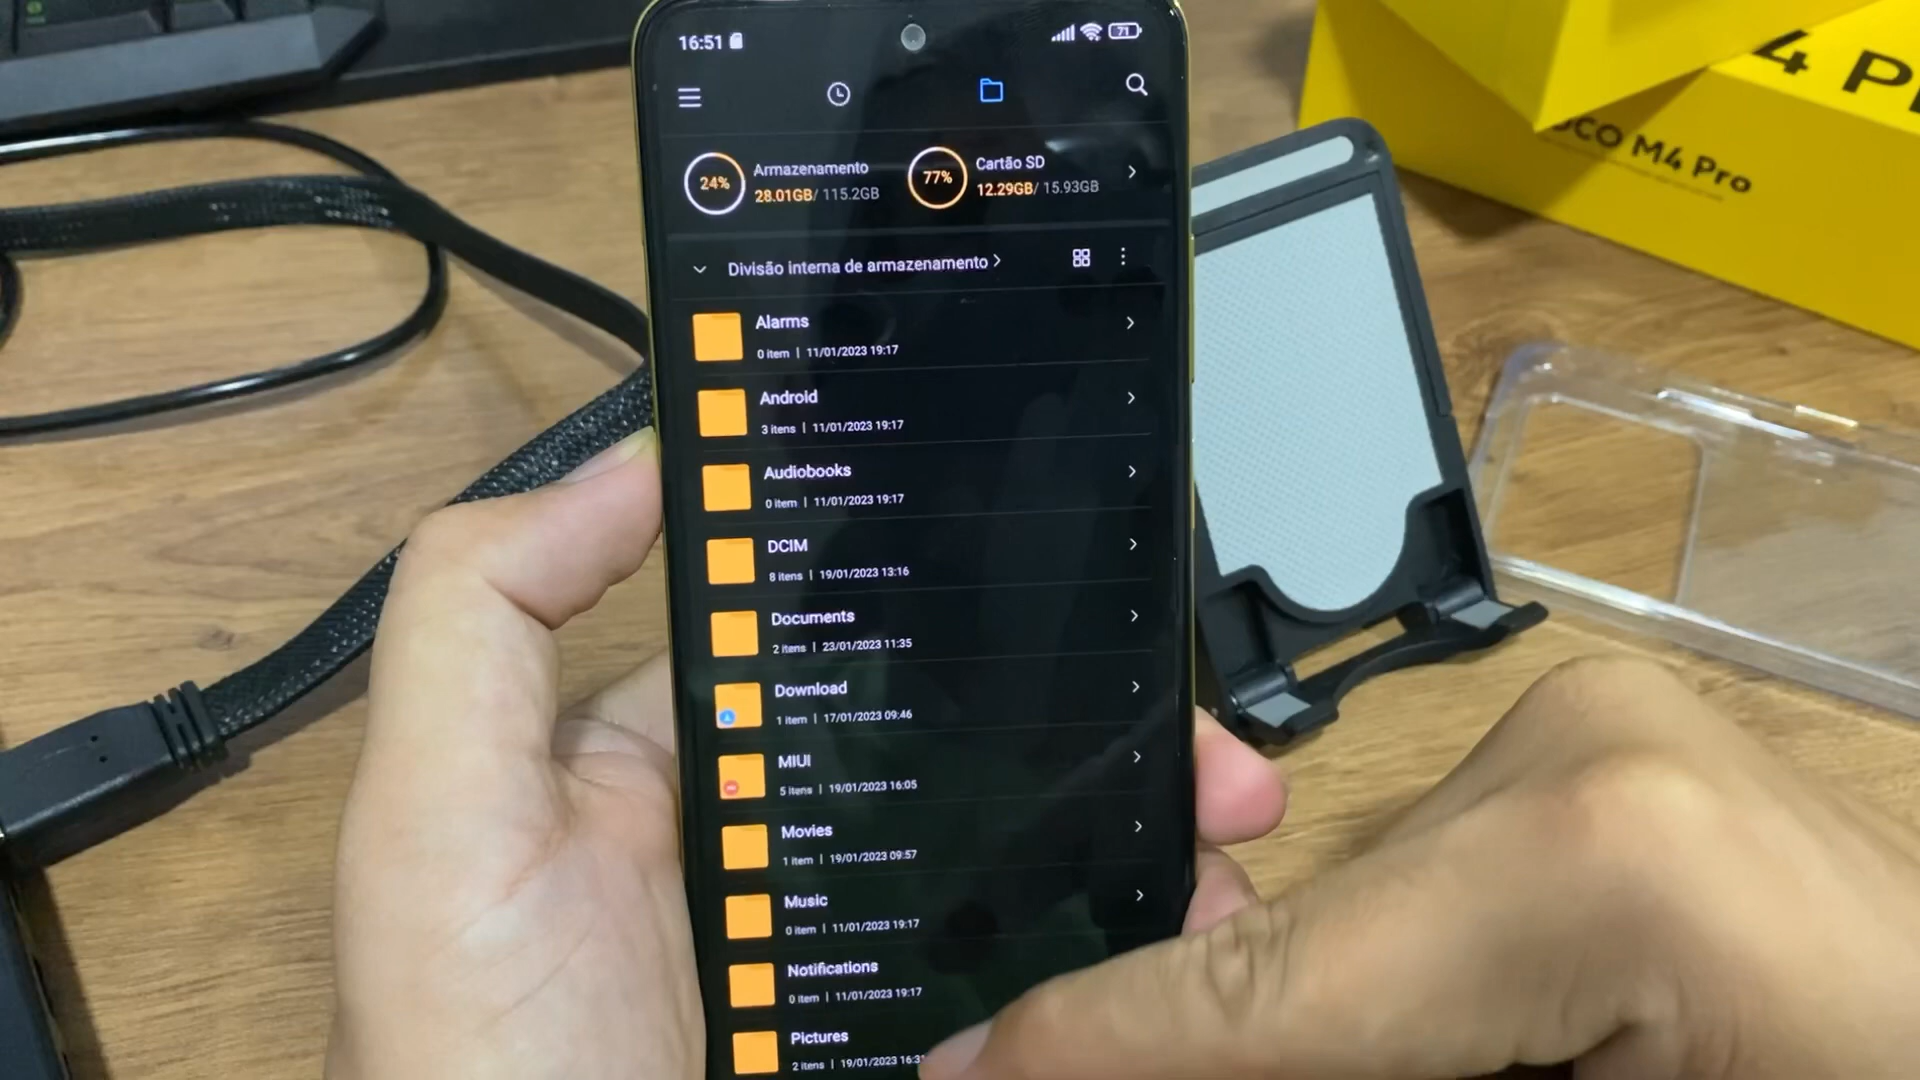 16:51
71
24%
Armazenamento
28.01GB/ 115.2GB
77%
Cartão SD
12.29GB/ 15.93GB
Divisão interna de armazenamento
Alarms
0 item | 11/01/2023 19:17
Android
3 itens | 11/01/2023 19:17
Audiobooks
0 item | 11/01/2023 19:17
DCIM
8 itens | 19/01/2023 13:16
Documents
2 itens | 23/01/2023 11:35
Download
1 item | 17/01/2023 09:46
MIUI
5 itens | 19/01/2023 16:05
Movies
1 item | 19/01/2023 09:57
Music
0 item | 11/01/2023 19:17
Notifications
0 item | 11/01/2023 19:17
Pictures
2 itens | 19/01/2023
4 P
M4 Pro